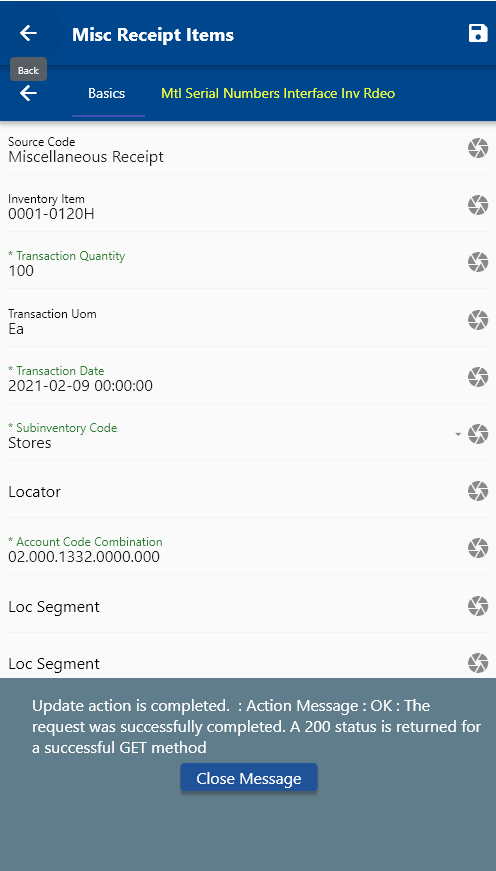 Misc Receipt Items
Back
Basics
Mtl Serial Numbers Interface Inv Rdeo
Source Code
Miscellaneous Receipt
Inventory Item
0001-0120H
* Transaction Quantity
100
Transaction Uom
Ea
* Transaction Date
2021-02-09 00:00:00
* Subinventory Code
Stores
Locator
* Account Code Combination
02.000.1332.0000.000
Loc Segment
Loc Segment
Update action is completed.  : Action Message : OK : The
request was successfully completed. A 200 status is returned for
a successful GET method
Close Message